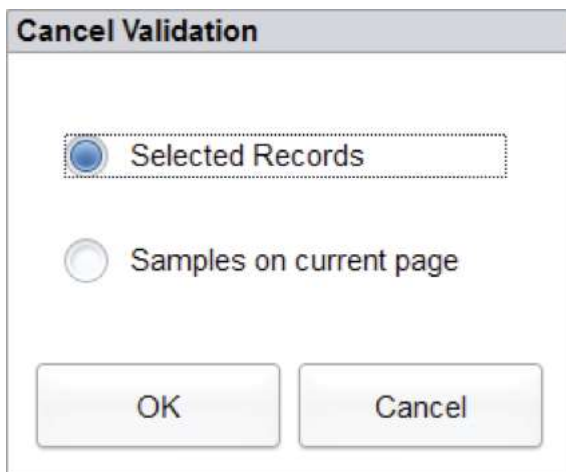 Cancel Validation
Selected Records
Samples on current page
OK Cancel